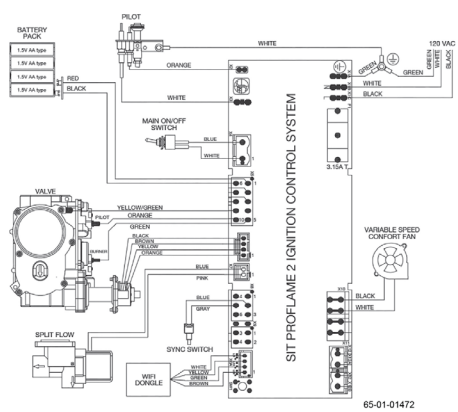 PILOT
BATTERY
PACK
1.5V AA type
1.5V AA type
1.5V AA type
1.5V AA type
RED
BLACK
WHITE
ORANGE
WHITE
120 VAC
GREEN
WHITE
BLACK
GREEN
GREEN
WHITE
BLACK
MAIN ON/OFF
SWITCH
BLUE
WHITE
3.15A T
SIT PROFLAME 2 IGNITION CONTROL SYSTEM
VALVE
YELLOW/GREEN
PILOT
ORANGE
GREEN
BURNER
BLACK
BROWN
YELLOW
ORANGE
BLUE
PINK
VARIABLE SPEED
CONFORT FAN
X10
BLACK
WHITE
BLUE
GRAY
SPLIT FLOW
SYNC SWITCH
WIFI
DONGLE
WHITE
YELLOW
GREEN
BROWN
65-01-01472